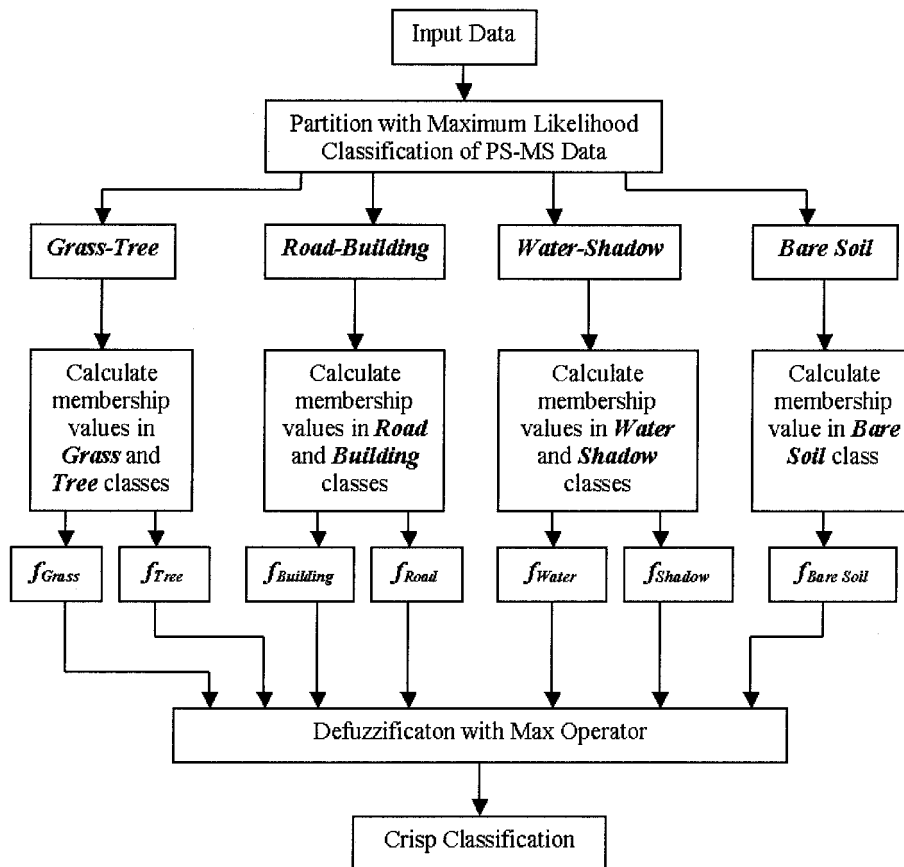 Input Data
Partition with Maximum Likelihood
Classification of PS-MS Data
Grass-Tree
Road-Building
Water-Shadow
Bare Soil
Calculate
membership
values in
Grass and
Tree classes
Calculate
membership
values in Road
and Building
classes
Calculate
membership
values in Water
and Shadow
classes
Calculate
membership
value in Bare
Soil class
fGrass
fTree
fBuilding
fRoad
fWater
fShadow
fBare Soil
Defuzzificaton with Max Operator
Crisp Classification